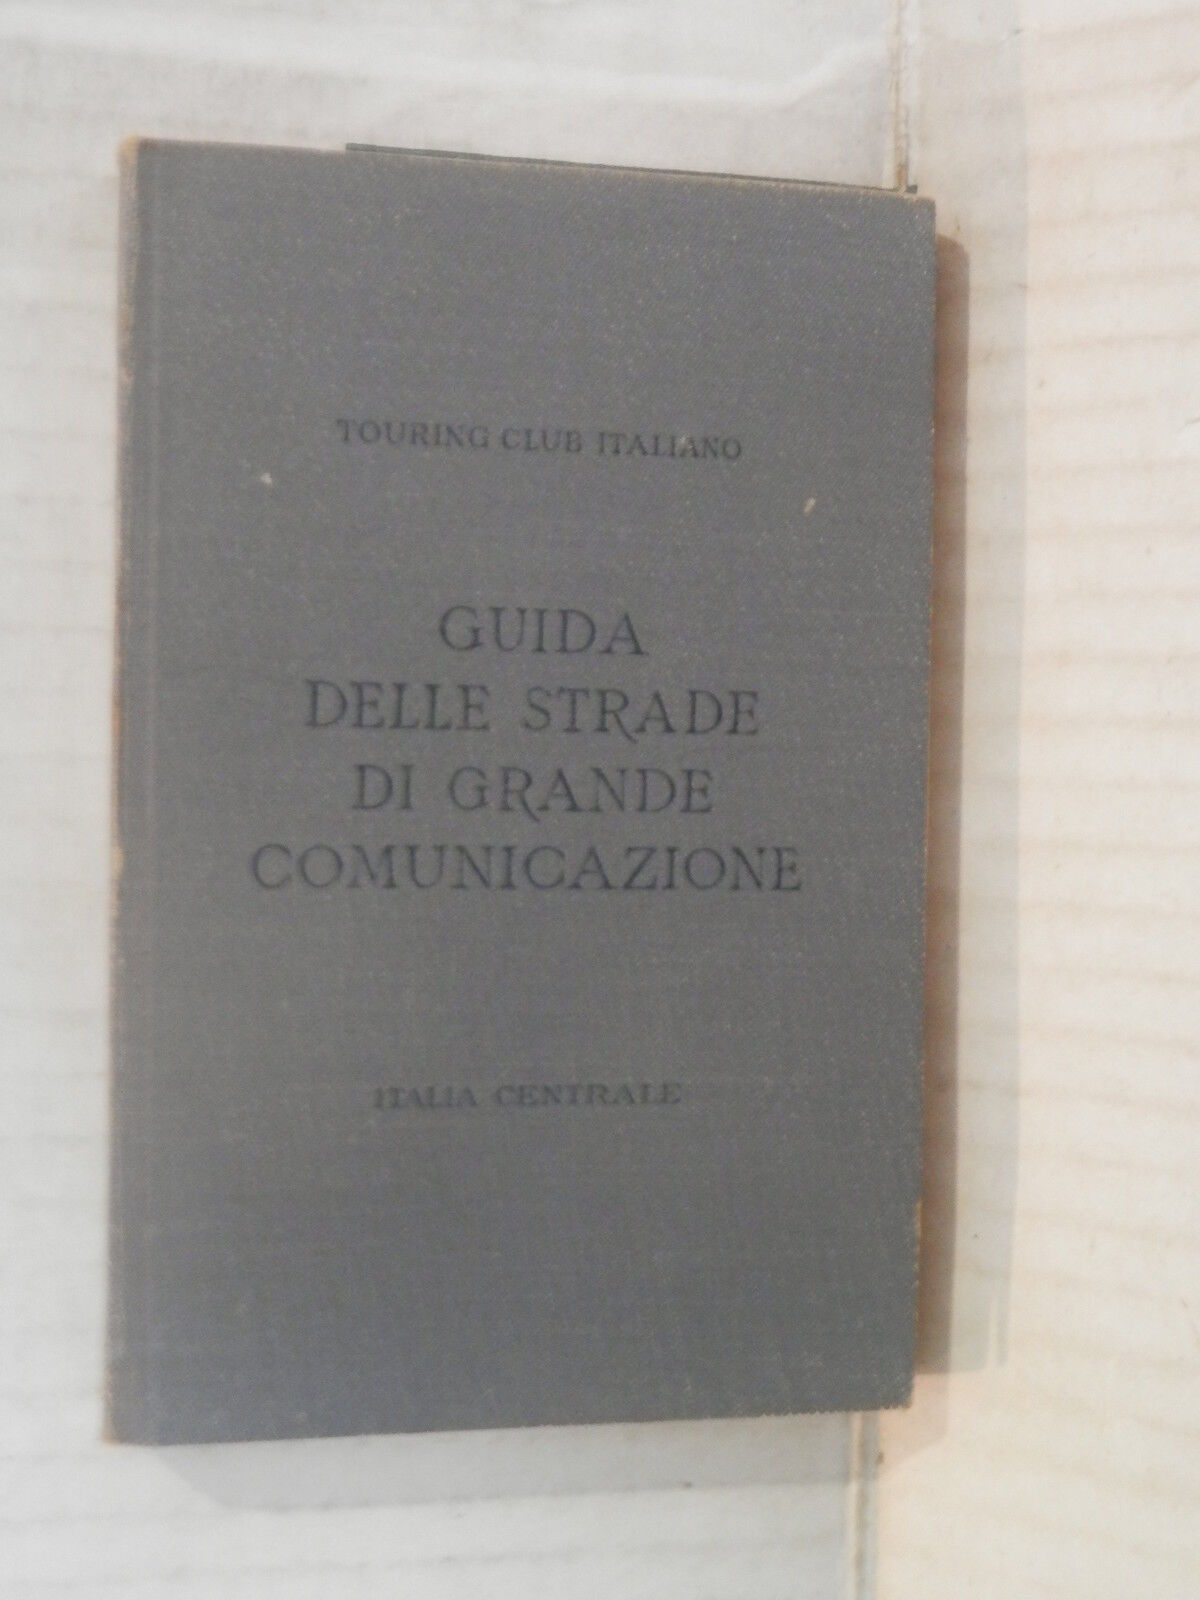 TOURING CLUB ITALIANO
GUIDA
DELLE STRADE
DI GRANDE
COMUNICAZIONE
ITALIA CENTRALE